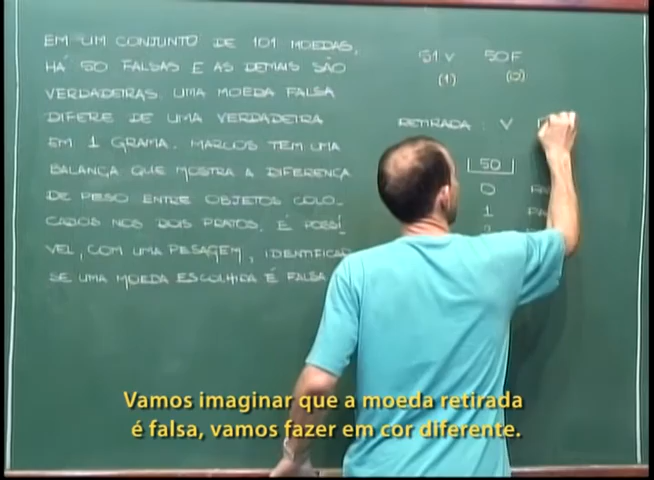 EM UM CONJUNTO DE 101 MOEDAS,
HÁ 50 FALSAS E AS DEMAIS SÃO
VERDADEIRAS. UMA MOEDA FALSA
DIFERE DE UMA VERDADEIRA
EM 1 GRAMA. MARCOS TEM UMA
BALANÇA QUE MOSTRA A DIFERENÇA
DE PESO ENTRE OBJETOS COLO_
CADOS NOS DOIS PRATOS. É POSSÍ_
VEL, COM UMA PESAGEM, IDENTIFICAR
SE UMA MOEDA ESCOLHIDA É FALSA
51 V 50 F
(1) (0)
RETIRADA : V
50
0
1
Vamos imaginar que a moeda retirada
é falsa, vamos fazer em cor diferente.